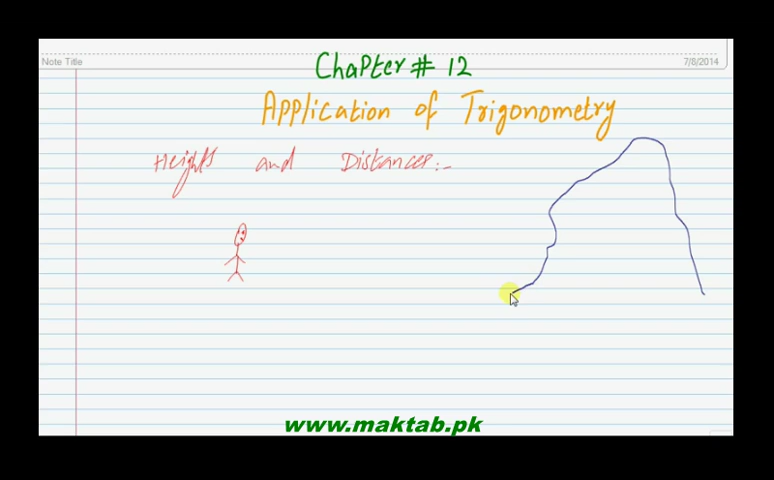 Note Title
7/8/2014
ChaPter # 12
Application of Trigonometry
Heights and Distances:-
www.maktab.pk